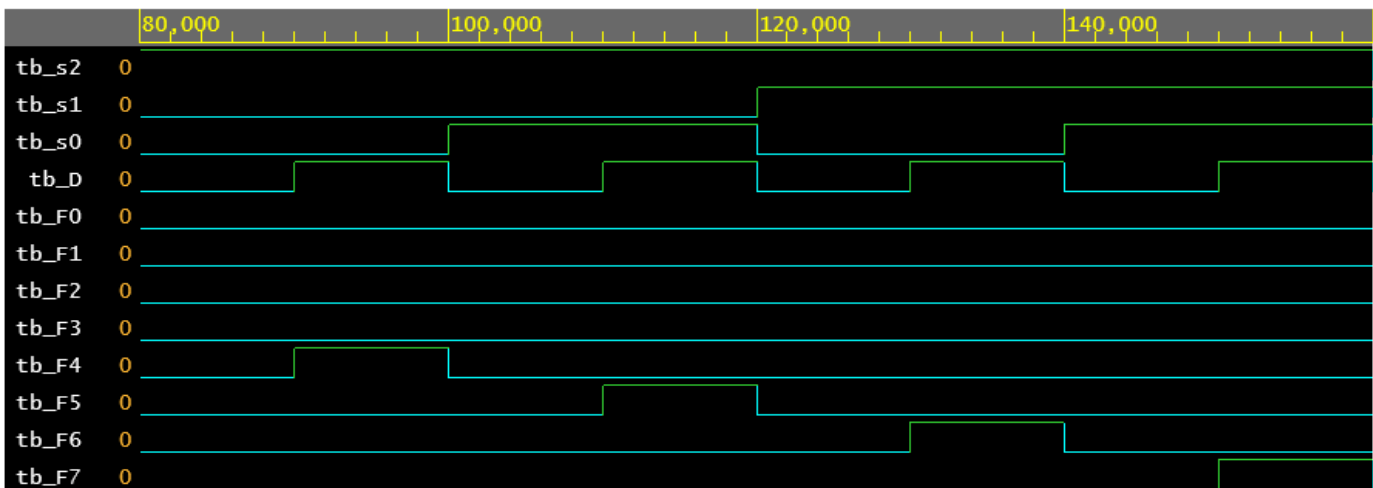 80,000 100,000 120,000 140,000
tb_s2 0
tb_s1 0
tb_s0 0
tb_D 0
tb_F0 0
tb_F1 0
tb_F2 0
tb_F3 0
tb_F4 0
tb_F5 0
tb_F6 0
tb_F7 0